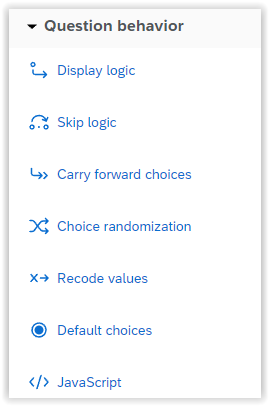 Question behavior
Display logic
Skip logic
Carry forward choices
Choice randomization
Recode values
Default choices
JavaScript